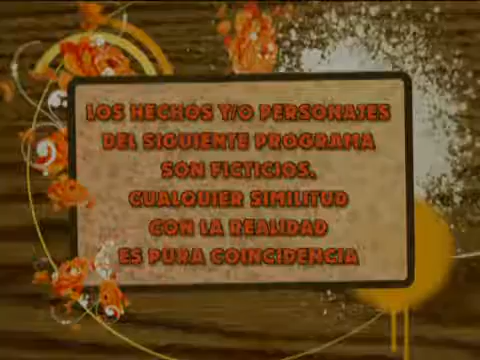 LOS HECHOS Y/O PERSONAJES
DEL SIGUIENTE PROGRAMA
SON FICTICIOS.
CUALQUIER SIMILITUD
CON LA REALIDAD
ES PURA COINCIDENCIA